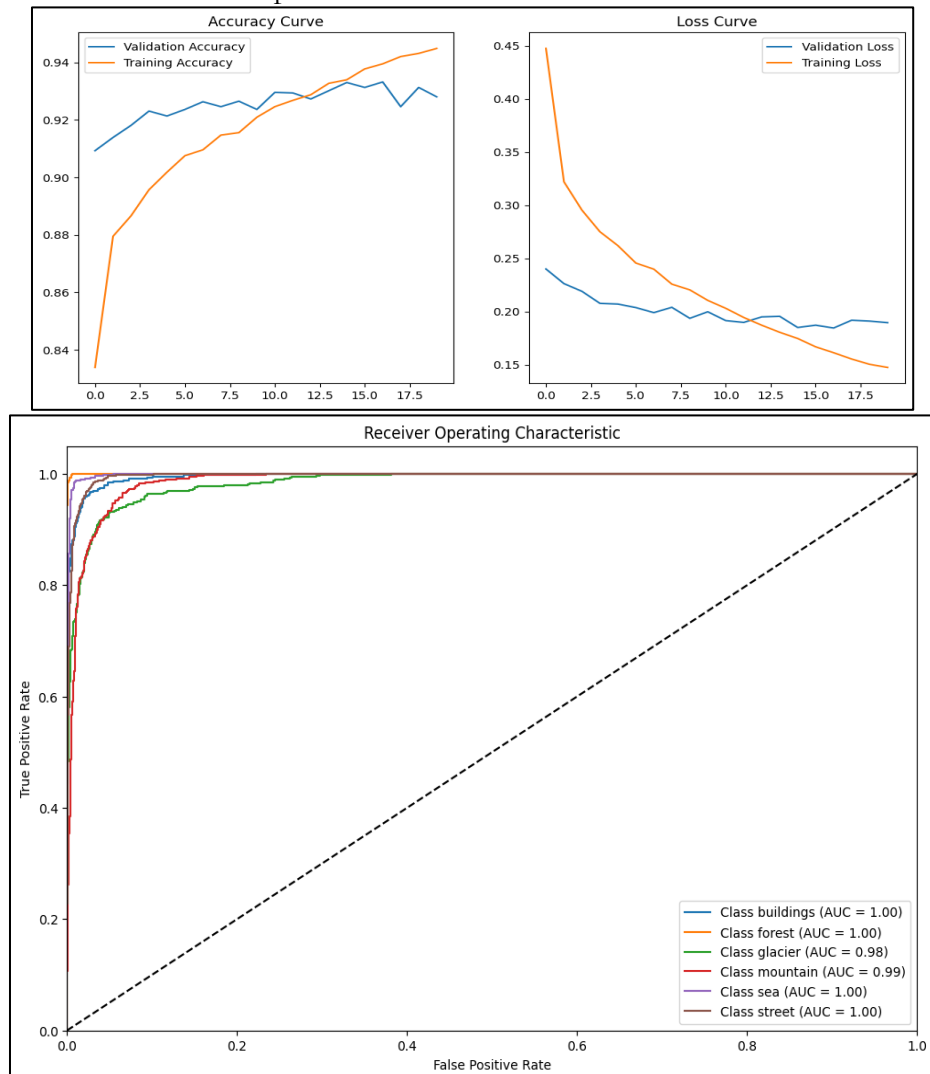 Accuracy Curve
Validation Accuracy
Training Accuracy
0.94
0.92
0.90
0.88
0.86
0.84
0.0 2.5 5.0 7.5 10.0 12.5 15.0 17.5
Loss Curve
Validation Loss
Training Loss
0.45
0.40
0.35
0.30
0.25
0.20
0.15
0.0 2.5 5.0 7.5 10.0 12.5 15.0 17.5
Receiver Operating Characteristic
1.0
0.8
0.6
0.4
0.2
0.0
True Positive Rate
Class buildings (AUC = 1.00)
Class forest (AUC = 1.00)
Class glacier (AUC = 0.98)
Class mountain (AUC = 0.99)
Class sea (AUC = 1.00)
Class street (AUC = 1.00)
0.0 0.2 0.4 0.6 0.8 1.0
False Positive Rate